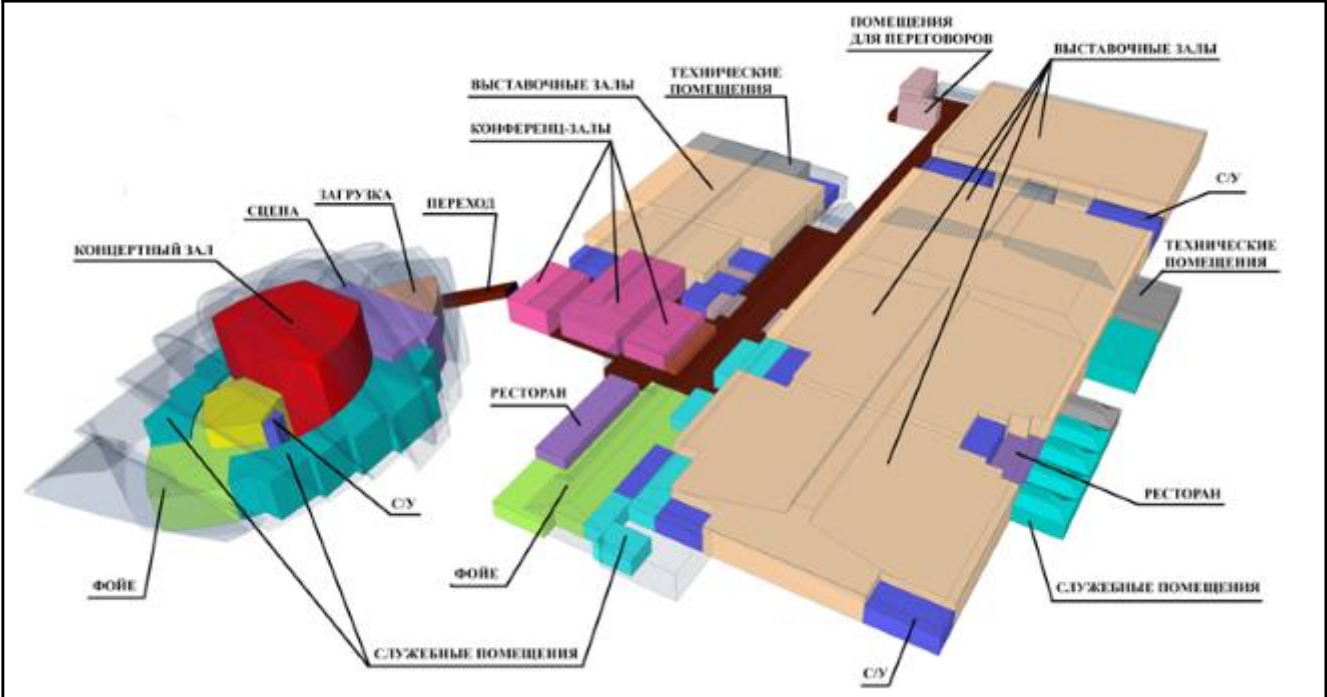 ПОМЕЩЕНИЯ
ДЛЯ ПЕРЕГОВОРОВ
ВЫСТАВОЧНЫЕ ЗАЛЫ
ТЕХНИЧЕСКИЕ
ПОМЕЩЕНИЯ
ВЫСТАВОЧНЫЕ ЗАЛЫ
КОНФЕРЕНЦ-ЗАЛЫ
ЗАГРУЗКА
ПЕРЕХОД
СЦЕНА
КОНЦЕРТНЫЙ ЗАЛ
С/У
ТЕХНИЧЕСКИЕ
ПОМЕЩЕНИЯ
РЕСТОРАН
РЕСТОРАН
С/У
ФОЙЕ
ФОЙЕ
СЛУЖЕБНЫЕ ПОМЕЩЕНИЯ
СЛУЖЕБНЫЕ ПОМЕЩЕНИЯ
С/У